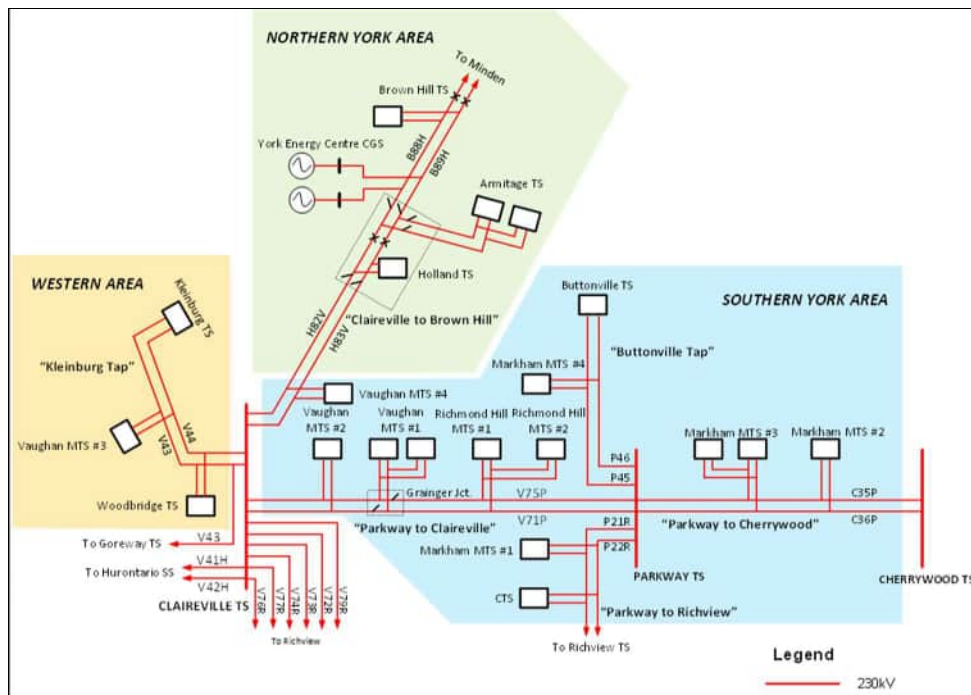 NORTHERN YORK AREA
To Minden
Brown Hill TS
York Energy Centre CGS
B88H
B89H
Armitage TS
Holland TS
"Claireville to Brown Hill"
H82V
H83V
WESTERN AREA
Kleinburg TS
"Kleinburg Tap"
Vaughan MTS #3
V44
V43
Woodbridge TS
SOUTHERN YORK AREA
Buttonville TS
"Buttonville Tap"
Markham MTS #4
Vaughan MTS #4
Vaughan
MTS #2
Vaughan
MTS #1
Richmond Hill
MTS #1
Richmond Hill
MTS #2
Markham MTS #3
Markham MTS #2
P46
P45
Grainger Jct.
V75P
C35P
V71P
C36P
"Parkway to Claireville"
P21R
"Parkway to Cherrywood"
Markham MTS #1
P22R
PARKWAY TS
CHERRYWOOD TS
CTS
"Parkway to Richview"
To Richview TS
V43
To Goreway TS
V41H
To Hurontario SS
V42H
CLAIREVILLE TS
V76R
V77R
V74R
V73R
V72R
V79R
To Richview
Legend
230kV